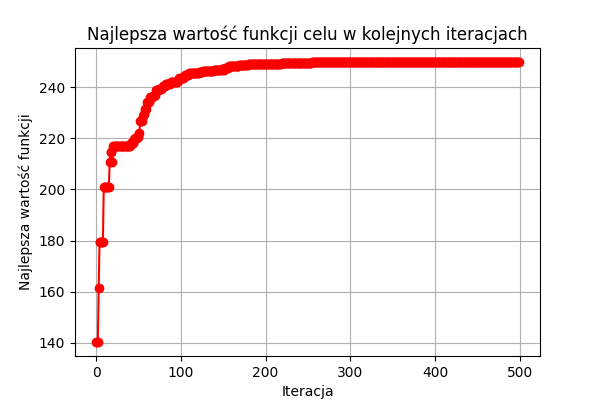 Najlepsza wartość funkcji celu w kolejnych iteracjach
Najlepsza wartość funkcji
240
220
200
180
160
140
0 100 200 300 400 500
Iteracja